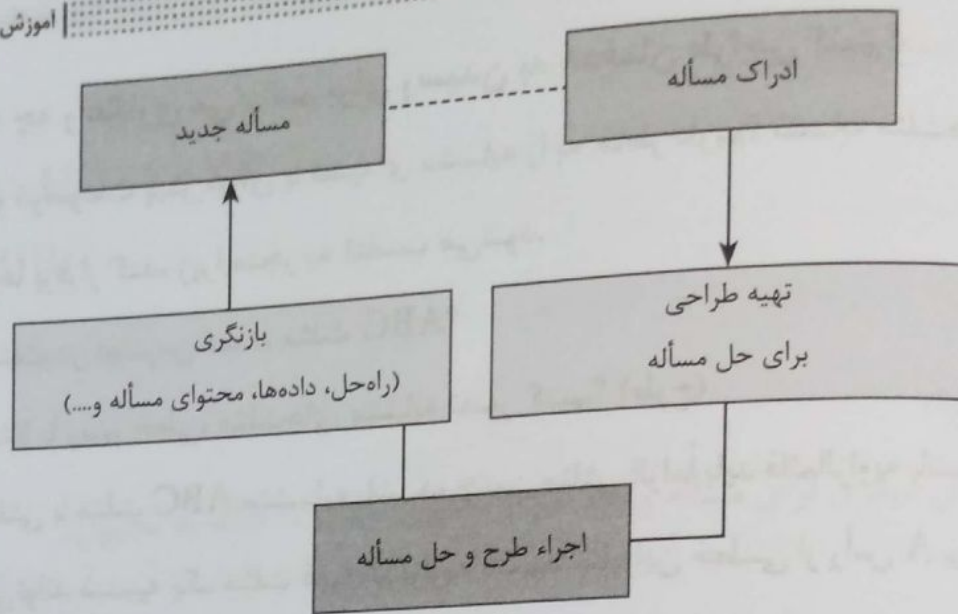 آموزش
ادراک مسأله
مسأله جدید
تهیه طراحی
برای حل مسأله
بازنگری
(راه‌حل، داده‌ها، محتوای مسأله و....)
اجراء طرح و حل مسأله